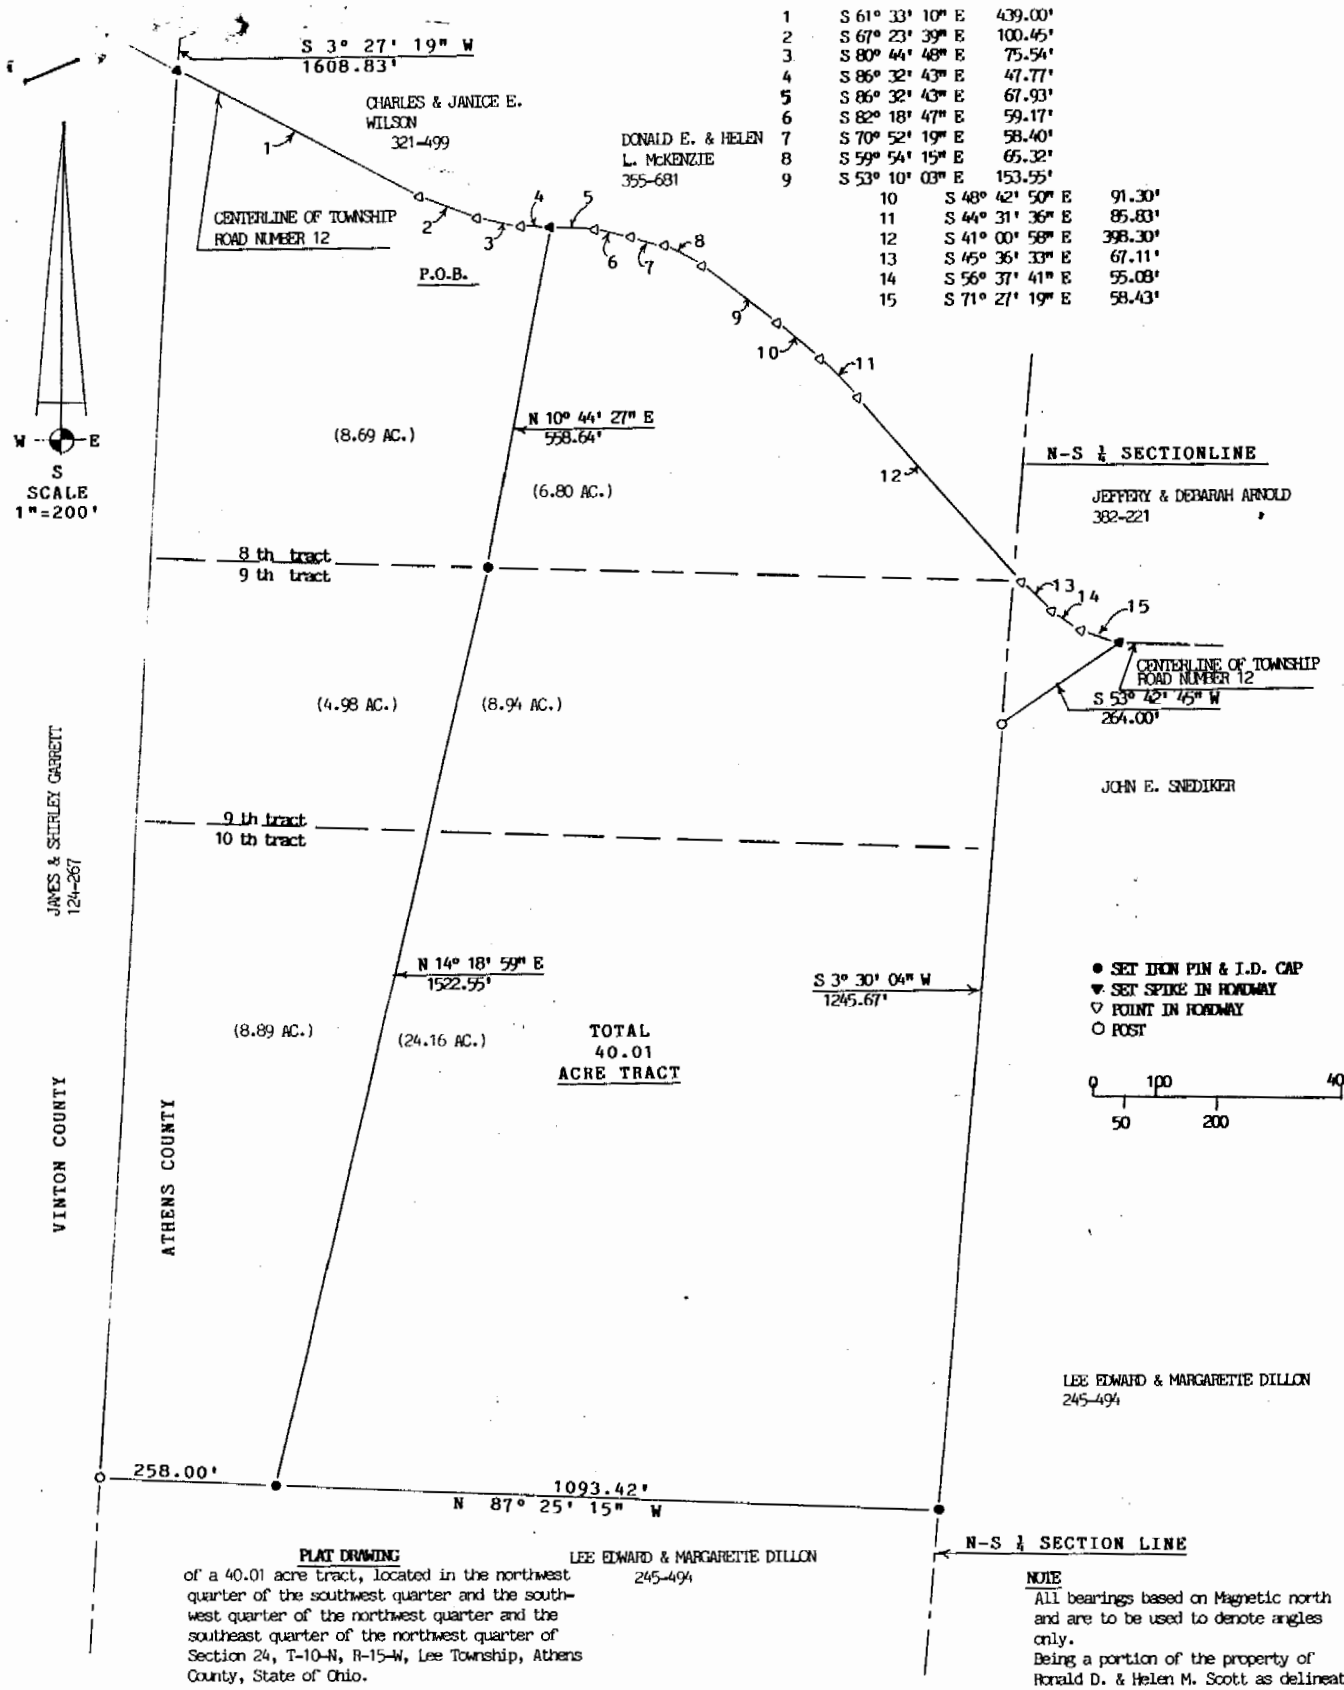 1 S 61° 33' 10" E 439.00'
2 S 67° 23' 39" E 100.45'
3 S 80° 44' 48" E 75.54'
4 S 86° 32' 43" E 47.77'
5 S 86° 32' 43" E 67.93'
6 S 82° 18' 47" E 59.17'
7 S 70° 52' 19" E 58.40'
8 S 59° 54' 15" E 65.32'
9 S 53° 10' 03" E 153.55'
10 S 48° 42' 50" E 91.30'
11 S 44° 31' 36" E 85.83'
12 S 41° 00' 58" E 398.30'
13 S 45° 36' 33" E 67.11'
14 S 56° 37' 41" E 55.08'
15 S 71° 27' 19" E 58.43'
S 3° 27' 19" W
1608.83'
CHARLES & JANICE E.
WILSON
321-499
DONALD E. & HELEN
L. McKENZIE
355-681
1
2
3
4
5
6
7
8
9
10
11
12
13
14
15
CENTERLINE OF TOWNSHIP
ROAD NUMBER 12
P.O.B.
W E
S
SCALE
1"=200'
(8.69 AC.)
N 10° 44' 27" E
558.64'
(6.80 AC.)
N-S ¼ SECTIONLINE
JEFFERY & DEBARAH ARNOLD
382-221
8 th tract
9 th tract
CENTERLINE OF TOWNSHIP
ROAD NUMBER 12
S 53° 42' 45" W
264.00'
(4.98 AC.)
(8.94 AC.)
JOHN E. SNEDIKER
JAMES & SHIRLEY GARRETT
124-267
9 th tract
10 th tract
N 14° 18' 59" E
1522.55'
S 3° 30' 04" W
1245.67'
● SET IRON PIN & I.D. CAP
▼ SET SPIKE IN ROADWAY
▽ POINT IN ROADWAY
○ POST
(8.89 AC.)
(24.16 AC.)
TOTAL
40.01
ACRE TRACT
0 100 40
50 200
VINTON COUNTY
ATHENS COUNTY
LEE EDWARD & MARGARETTE DILLON
245-494
258.00'
1093.42'
N 87° 25' 15" W
N-S ¼ SECTION LINE
PLAT DRAWING
of a 40.01 acre tract, located in the northwest
quarter of the southwest quarter and the south-
west quarter of the northwest quarter and the
southeast quarter of the northwest quarter of
Section 24, T-10-N, R-15-W, Lee Township, Athens
County, State of Ohio.
LEE EDWARD & MARGARETTE DILLON
245-494
NOTE
All bearings based on Magnetic north
and are to be used to denote angles
only.
Being a portion of the property of
Ronald D. & Helen M. Scott as delineat